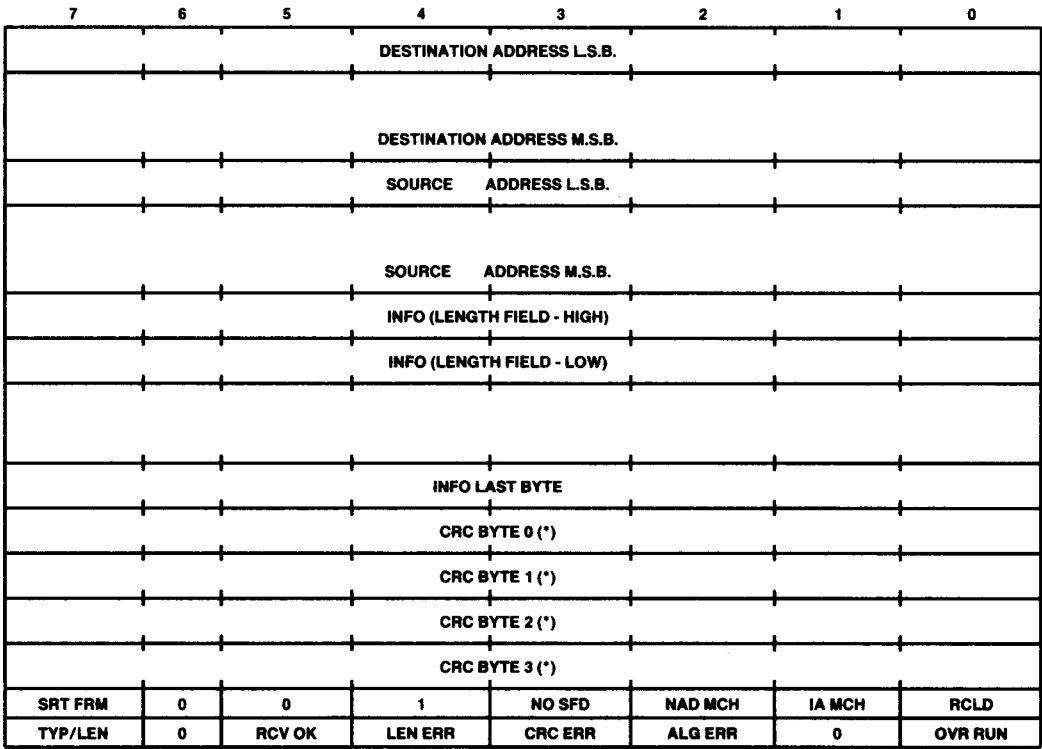 7 6 5 4 3 2 1 0
DESTINATION ADDRESS L.S.B.
DESTINATION ADDRESS M.S.B.
SOURCE ADDRESS L.S.B.
SOURCE ADDRESS M.S.B.
INFO (LENGTH FIELD - HIGH)
INFO (LENGTH FIELD - LOW)
INFO LAST BYTE
CRC BYTE 0 (*)
CRC BYTE 1 (*)
CRC BYTE 2 (*)
CRC BYTE 3 (*)
SRT FRM 0 0 1 NO SFD NAD MCH IA MCH RCLD
TYP/LEN 0 RCV OK LEN ERR CRC ERR ALG ERR 0 OVR RUN